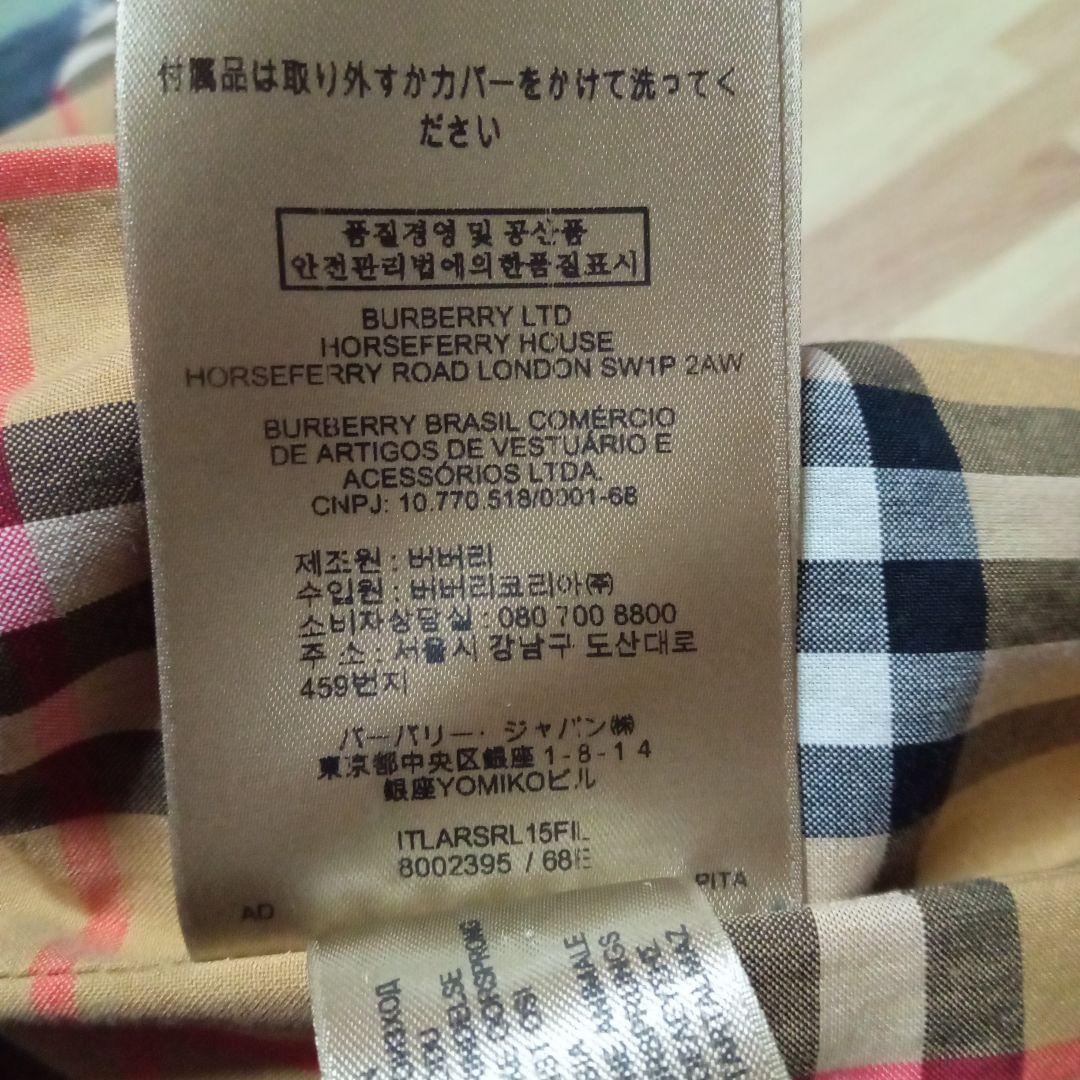 付属品は取り外すかカバーをかけて洗ってく
ださい
품질경영 및 공산품
안전관리법에의한품질표시
BURBERRY LTD
HORSEFERRY HOUSE
HORSEFERRY ROAD LONDON SW1P 2AW
BURBERRY BRASIL COMÉRCIO
DE ARTIGOS DE VESTUÁRIO E
ACESSÓRIOS LTDA.
CNPJ: 10.770.518/0001-68
제조원 : 버버리
수입원 : 버버리코리아㈜
소비자상담실 : 080 700 8800
주 소 : 서울시 강남구 도산대로
459번지
バーバリー・ジャパン㈱
東京都中央区銀座 1-8-14
銀座YOMIKOビル
ITLARSRL15FIL
8002395 / 68IE
AD
PITA